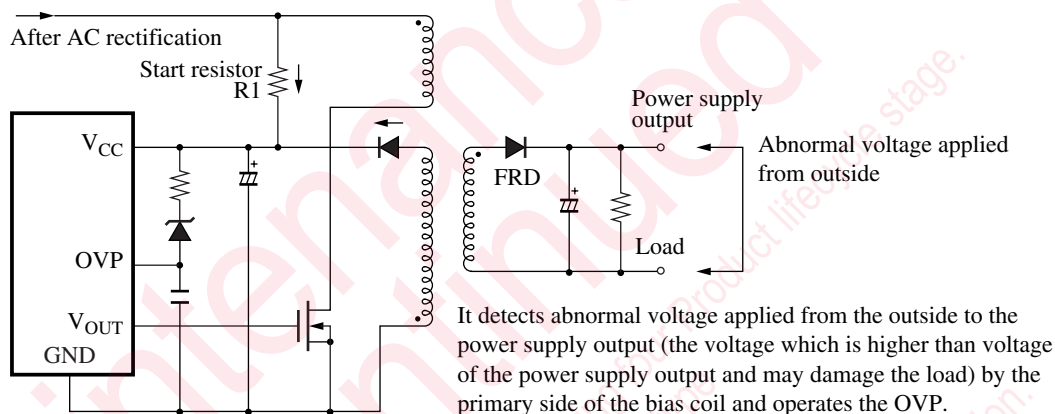 After AC rectification
Start resistor
R1
VCC
OVP
VOUT
GND
+
FRD
+
Load
Power supply
output
Abnormal voltage applied
from outside
It detects abnormal voltage applied from the outside to the
power supply output (the voltage which is higher than voltage
of the power supply output and may damage the load) by the
primary side of the bias coil and operates the OVP.